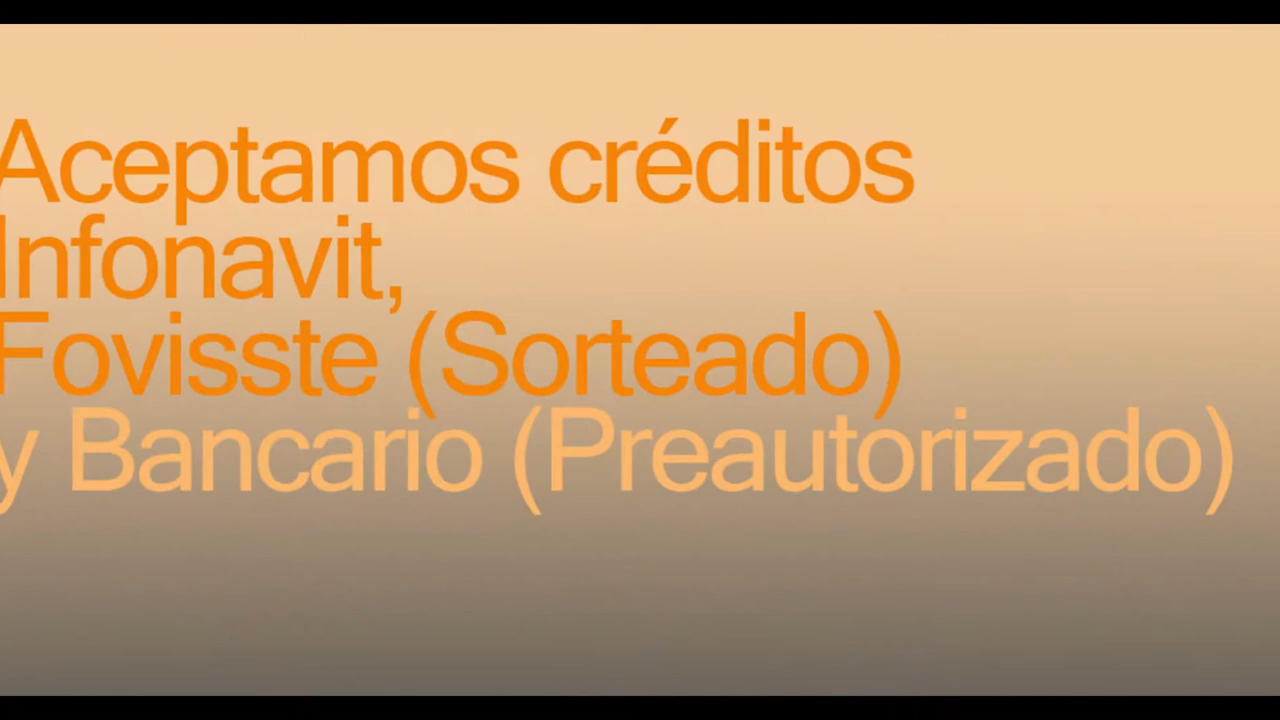 Aceptamos créditos
Infonavit,
Fovisste (Sorteado)
y Bancario (Preautorizado)